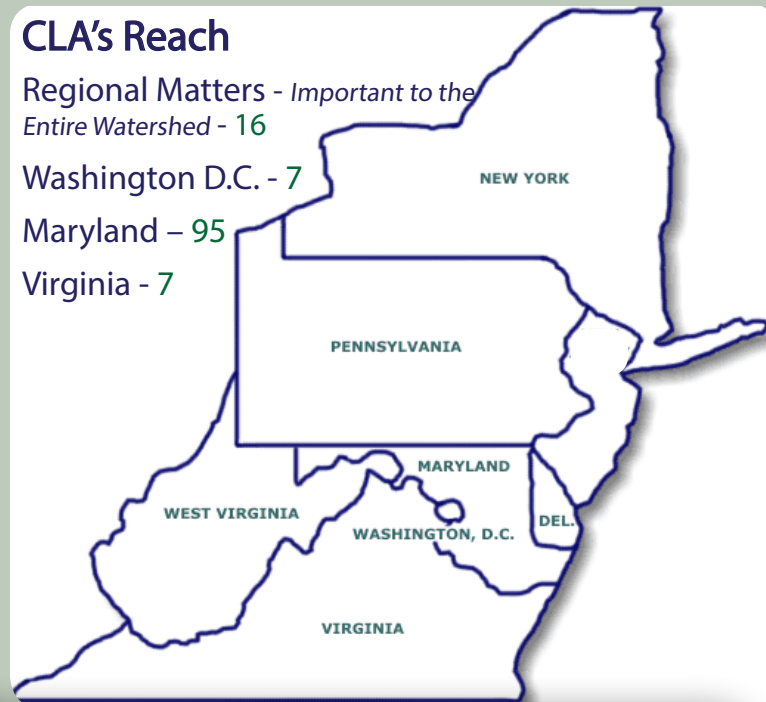 CLA's Reach
Regional Matters - Important to the
Entire Watershed - 16
Washington D.C. - 7
Maryland – 95
Virginia - 7
NEW YORK
PENNSYLVANIA
MARYLAND
WEST VIRGINIA
DEL.
WASHINGTON, D.C.
VIRGINIA